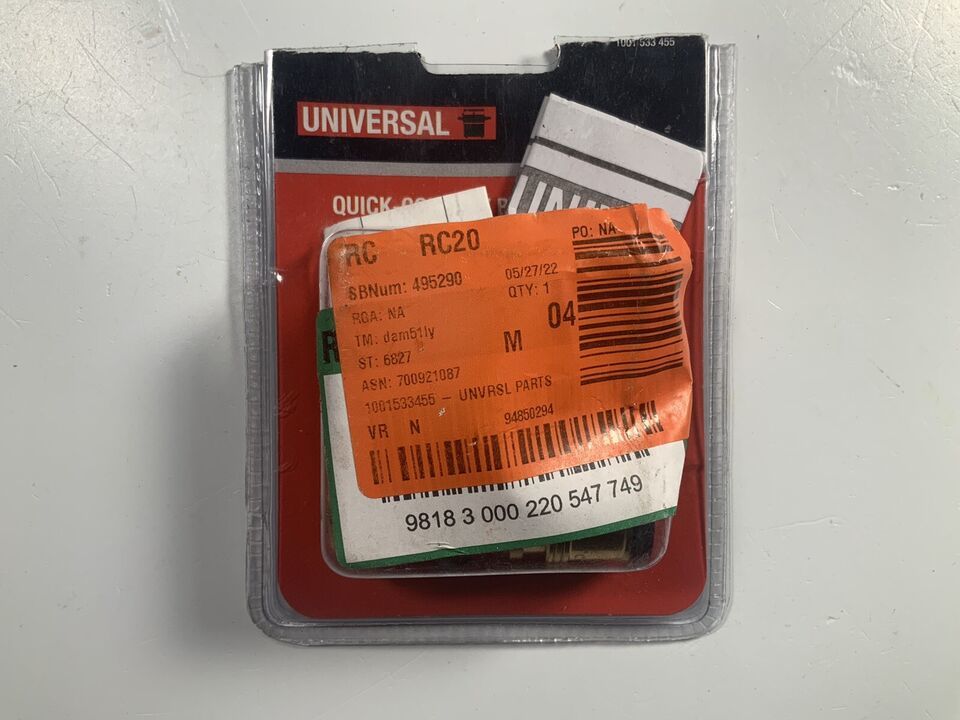 1001 533 455
UNIVERSAL
QUICK
RC RC20
PO: NA
SBNum: 495290
05/27/22
QTY: 1
RGA: NA
04
TM: dam51ly
M
ST: 6827
ASN: 700921087
1001533455 - UNVRSL PARTS
VR N
94850294
9818 3 000 220 547 749